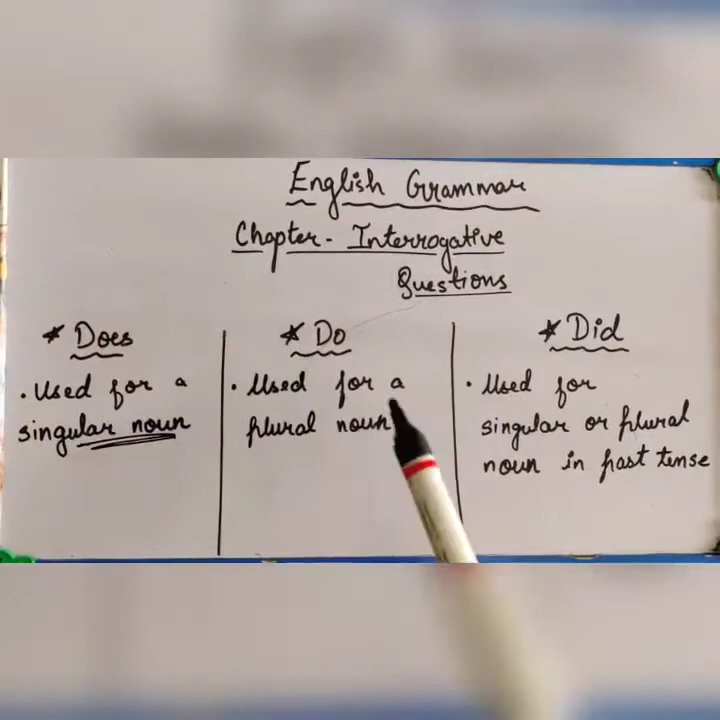 English Grammar
Chapter- Interrogative
Questions
* Does
• Used for a
singular noun
* Do
• Used for a
plural noun
* Did
• Used for
singular or plural
noun in past tense